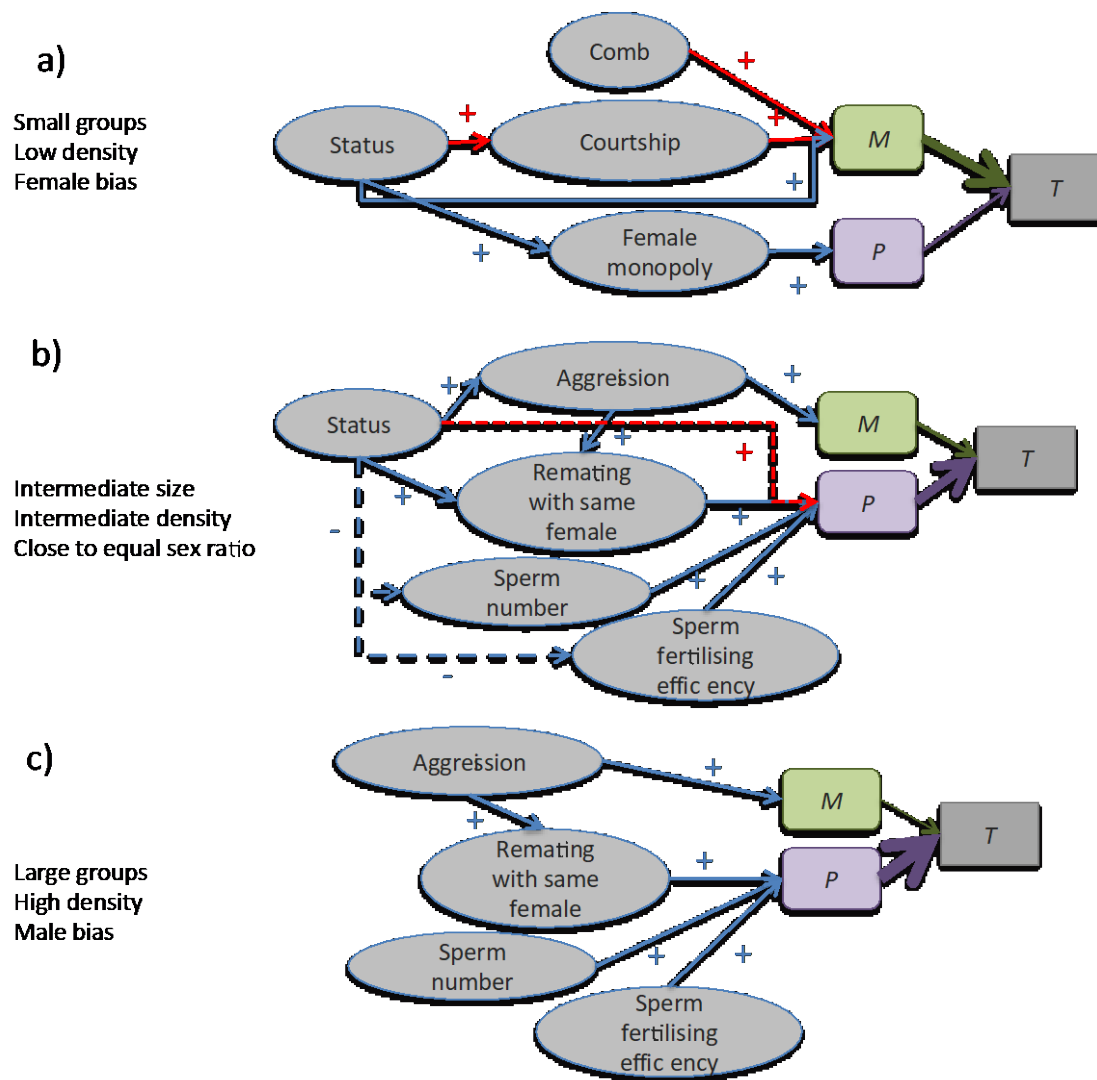 a)
Small groups
Low density
Female bias
Comb
+
Status
+
Courtship
+
M
+
T
+
Female
monopoly
+
P
b)
Intermediate size
Intermediate density
Close to equal sex ratio
Aggression
+
+
Status
+
M
+
T
Remating
with same
female
+
+
P
-
Sperm
number
+
+
Sperm
fertilising
effic ency
-
c)
Large groups
High density
Male bias
Aggression
+
M
+
T
Remating
with same
female
+
P
Sperm
number
+
+
Sperm
fertilising
effic ency